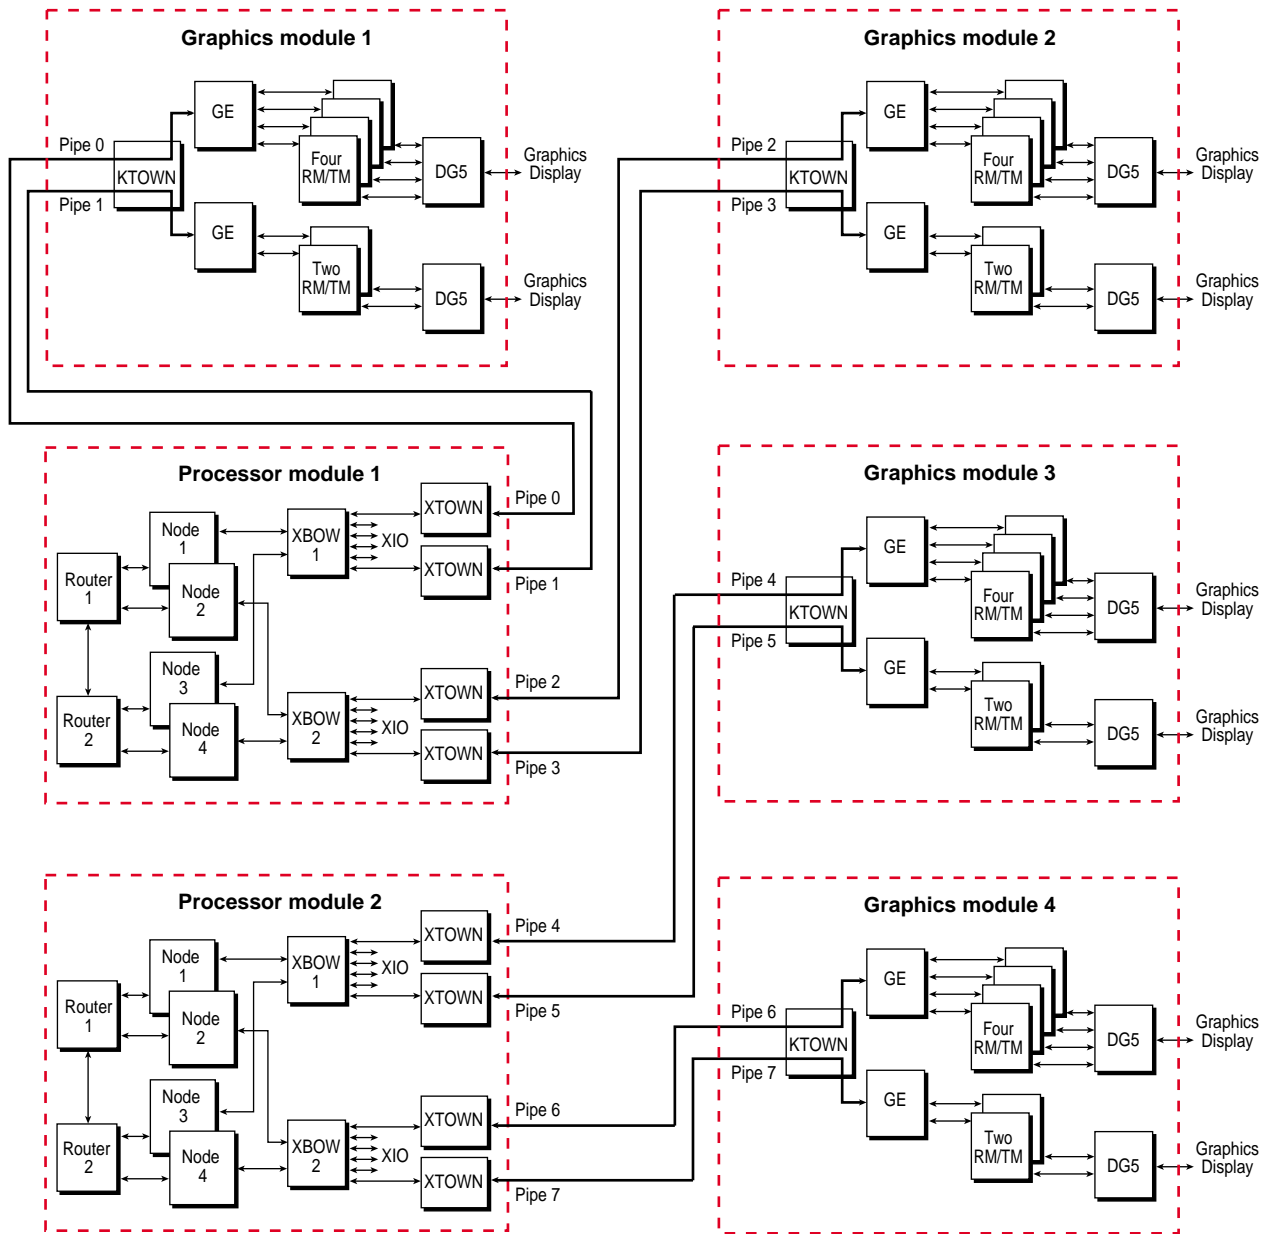 Graphics module 1
Pipe 0
KTOWN
Pipe 1
GE
Four
RM/TM
DG5
Graphics
Display
GE
Two
RM/TM
DG5
Graphics
Display
Graphics module 2
Pipe 2
KTOWN
Pipe 3
GE
Four
RM/TM
DG5
Graphics
Display
GE
Two
RM/TM
DG5
Graphics
Display
Processor module 1
Router
1
Node
1
Node
2
XBOW
1
XIO
XTOWN
Pipe 0
XTOWN
Pipe 1
Router
2
Node
3
Node
4
XBOW
2
XIO
XTOWN
Pipe 2
XTOWN
Pipe 3
Graphics module 3
Pipe 4
KTOWN
Pipe 5
GE
Four
RM/TM
DG5
Graphics
Display
GE
Two
RM/TM
DG5
Graphics
Display
Processor module 2
Router
1
Node
1
Node
2
XBOW
1
XIO
XTOWN
Pipe 4
XTOWN
Pipe 5
Router
2
Node
3
Node
4
XBOW
2
XIO
XTOWN
Pipe 6
XTOWN
Pipe 7
Graphics module 4
Pipe 6
KTOWN
Pipe 7
GE
Four
RM/TM
DG5
Graphics
Display
GE
Two
RM/TM
DG5
Graphics
Display